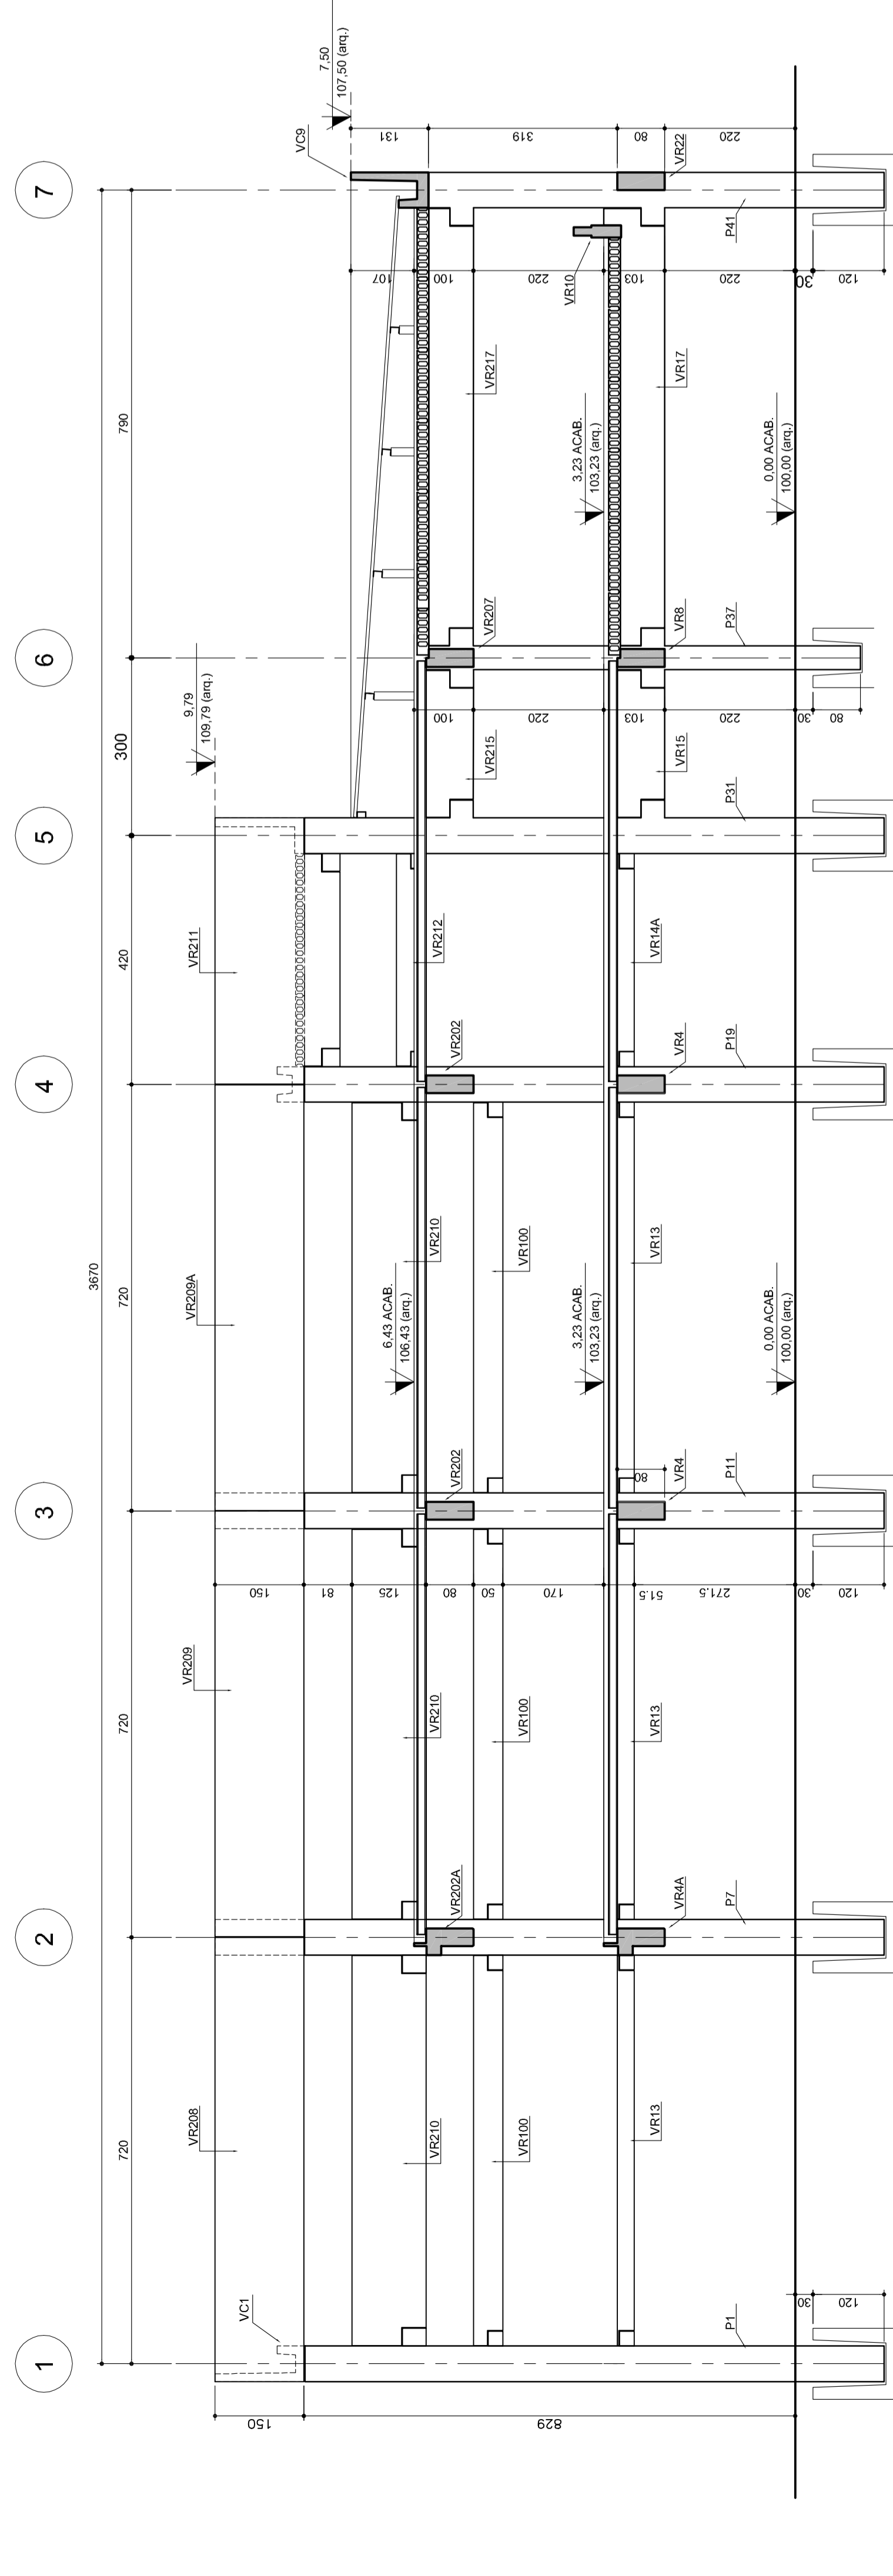 1
2
3
4
5
6
7
3670
720
720
720
420
300
790
VR208
VR209
VR209A
VR211
9,79
109,79 (arq.)
7,50
107,50 (arq.)
VC1
VC9
150
829
150
81
125
80
50
170
51.5
271.5
30
120
80
100
220
103
220
30
80
107
100
220
103
220
30
120
131
319
80
220
30
120
VR210
VR100
VR13
VR202A
VR4A
P7
P1
VR210
VR100
VR13
VR202
VR4
P11
6,43 ACAB.
106,43 (arq.)
3,23 ACAB.
103,23 (arq.)
0,00 ACAB.
100,00 (arq.)
VR210
VR100
VR13
VR202
VR4
P19
VR212
VR14A
P31
VR215
VR15
VR207
VR8
P37
3,23 ACAB.
103,23 (arq.)
0,00 ACAB.
100,00 (arq.)
VR217
VR17
VR10
VR22
P41